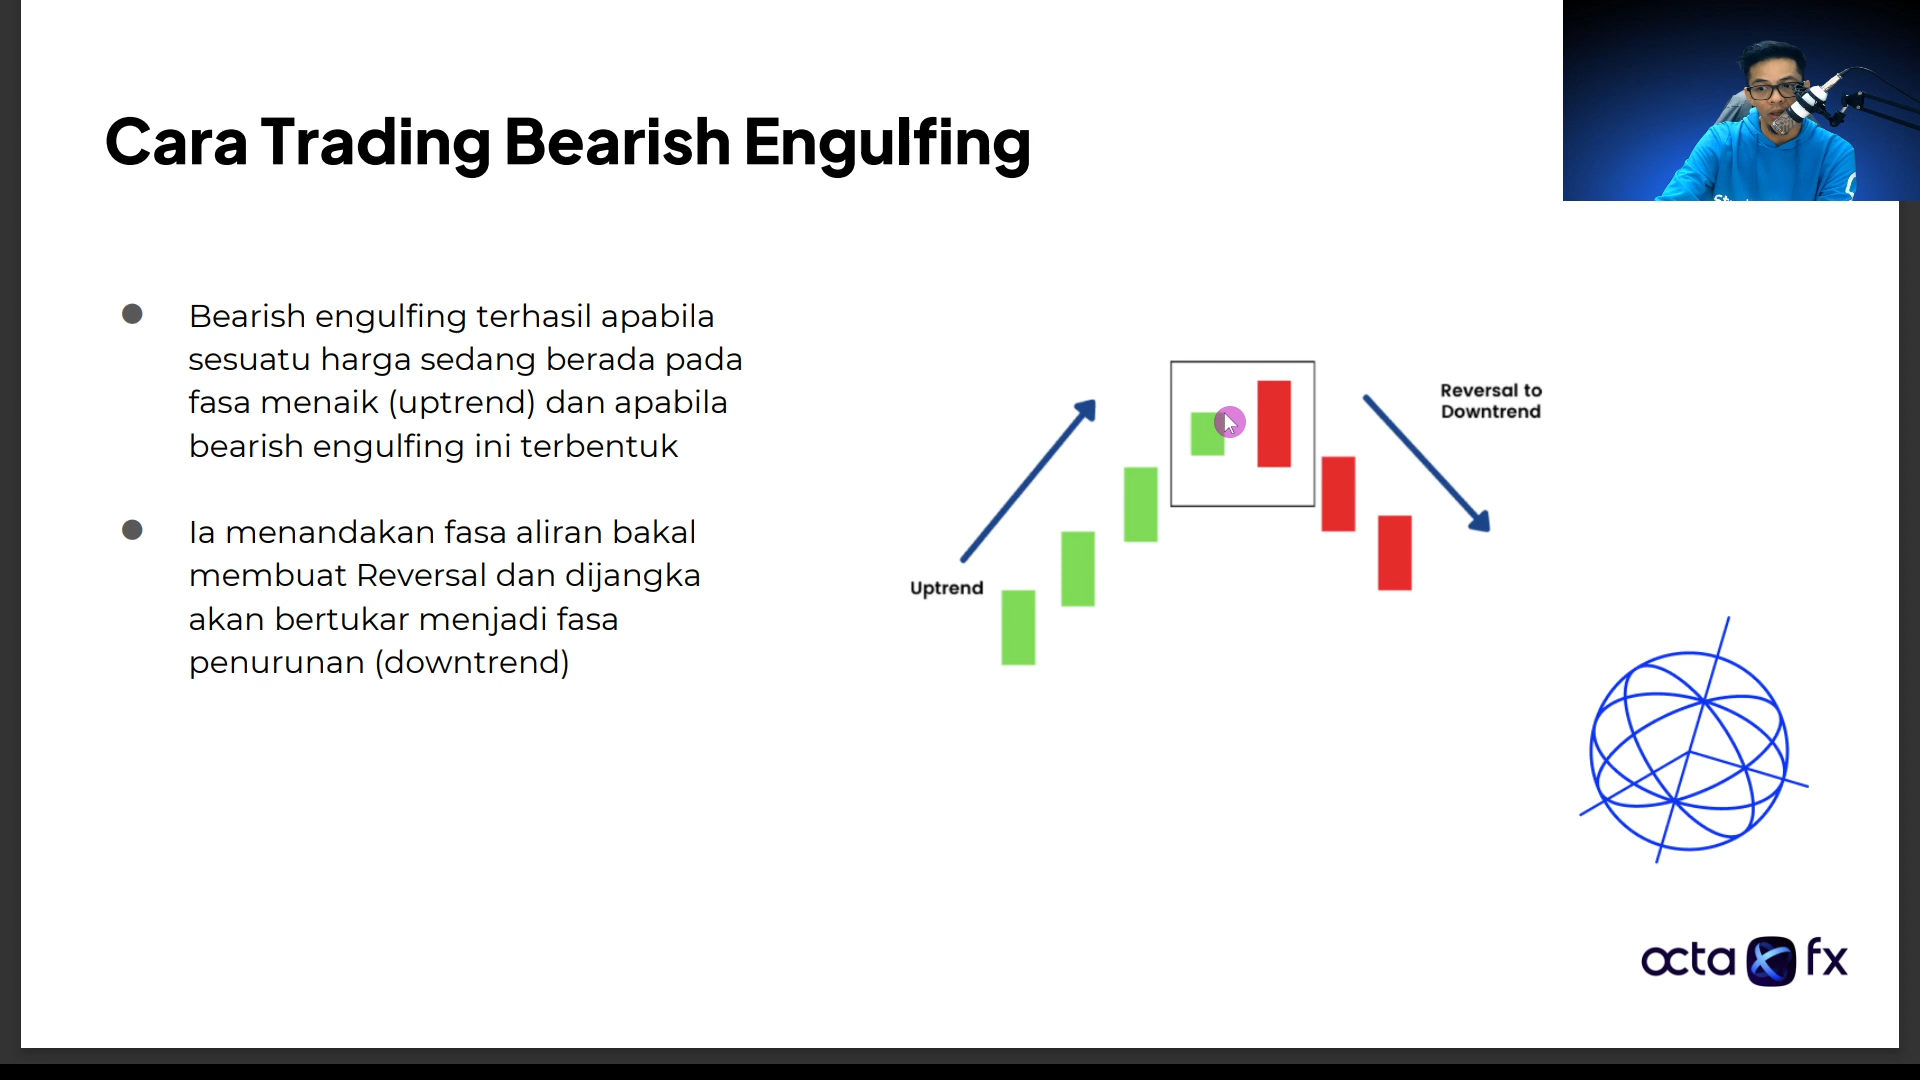 Cara Trading Bearish Engulfing
Bearish engulfing terhasil apabila
sesuatu harga sedang berada pada
fasa menaik (uptrend) dan apabila
bearish engulfing ini terbentuk
Ia menandakan fasa aliran bakal
membuat Reversal dan dijangka
akan bertukar menjadi fasa
penurunan (downtrend)
Uptrend
Reversal to
Downtrend
octa fx